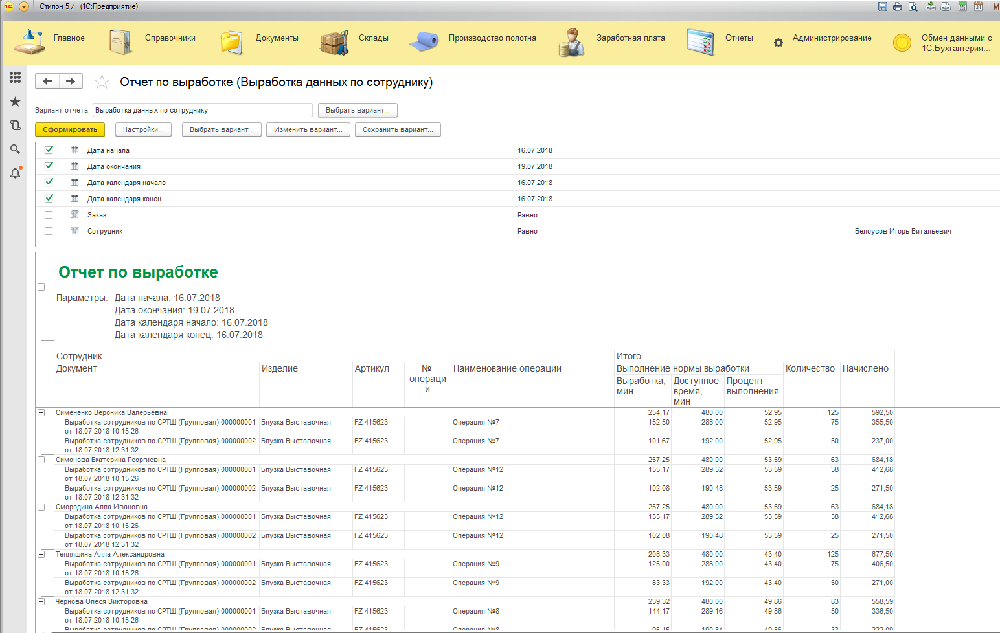 Стилон 5 / (1С:Предприятие)
M
Главное
Справочники
Документы
Склады
Производство полотна
Заработная плата
Отчеты
Администрирование
Обмен данными с
1С:Бухгалтерия...
Отчет по выработке (Выработка данных по сотруднику)
Вариант отчета: Выработка данных по сотруднику Выбрать вариант...
Сформировать Настройки... Выбрать вариант... Изменить вариант... Сохранить вариант...
Дата начала 16.07.2018
Дата окончания 19.07.2018
Дата календаря начало 16.07.2018
Дата календаря конец 16.07.2018
Заказ Равно
Сотрудник Равно Белоусов Игорь Витальевич
Отчет по выработке
Параметры: Дата начала: 16.07.2018
Дата окончания: 19.07.2018
Дата календаря начало: 16.07.2018
Дата календаря конец: 16.07.2018
Сотрудник Итого
Документ Изделие Артикул № операции Наименование операции Выполнение нормы выработки Количество Начислено
Выработка, мин Доступное время, мин Процент выполнения
Симененко Вероника Валерьевна 254,17 480,00 52,95 125 592,50
Выработка сотрудников по СРТШ (Групповая) 000000001 Блузка Выставочная FZ 415623 Операция №7 152,50 288,00 52,95 75 355,50
от 18.07.2018 10:15:26
Выработка сотрудников по СРТШ (Групповая) 000000002 Блузка Выставочная FZ 415623 Операция №7 101,67 192,00 52,95 50 237,00
от 18.07.2018 12:31:32
Симонова Екатерина Георгиевна 257,25 480,00 53,59 63 684,18
Выработка сотрудников по СРТШ (Групповая) 000000001 Блузка Выставочная FZ 415623 Операция №12 155,17 289,52 53,59 38 412,68
от 18.07.2018 10:15:26
Выработка сотрудников по СРТШ (Групповая) 000000002 Блузка Выставочная FZ 415623 Операция №12 102,08 190,48 53,59 25 271,50
от 18.07.2018 12:31:32
Смородина Алла Ивановна 257,25 480,00 53,59 63 684,18
Выработка сотрудников по СРТШ (Групповая) 000000001 Блузка Выставочная FZ 415623 Операция №12 155,17 289,52 53,59 38 412,68
от 18.07.2018 10:15:26
Выработка сотрудников по СРТШ (Групповая) 000000002 Блузка Выставочная FZ 415623 Операция №12 102,08 190,48 53,59 25 271,50
от 18.07.2018 12:31:32
Тепляшина Алла Александровна 208,33 480,00 43,40 125 677,50
Выработка сотрудников по СРТШ (Групповая) 000000001 Блузка Выставочная FZ 415623 Операция №9 125,00 288,00 43,40 75 406,50
от 18.07.2018 10:15:26
Выработка сотрудников по СРТШ (Групповая) 000000002 Блузка Выставочная FZ 415623 Операция №9 83,33 192,00 43,40 50 271,00
от 18.07.2018 12:31:32
Чернова Олеся Викторовна 239,32 480,00 49,86 83 558,59
Выработка сотрудников по СРТШ (Групповая) 000000001 Блузка Выставочная FZ 415623 Операция №8 144,17 289,16 49,86 50 336,50
от 18.07.2018 10:15:26
Выработка сотрудников по СРТШ (Групповая) 000000002 Блузка Выставочная FZ 415623 Операция №8 95,15 190,84 49,86 33 222,09